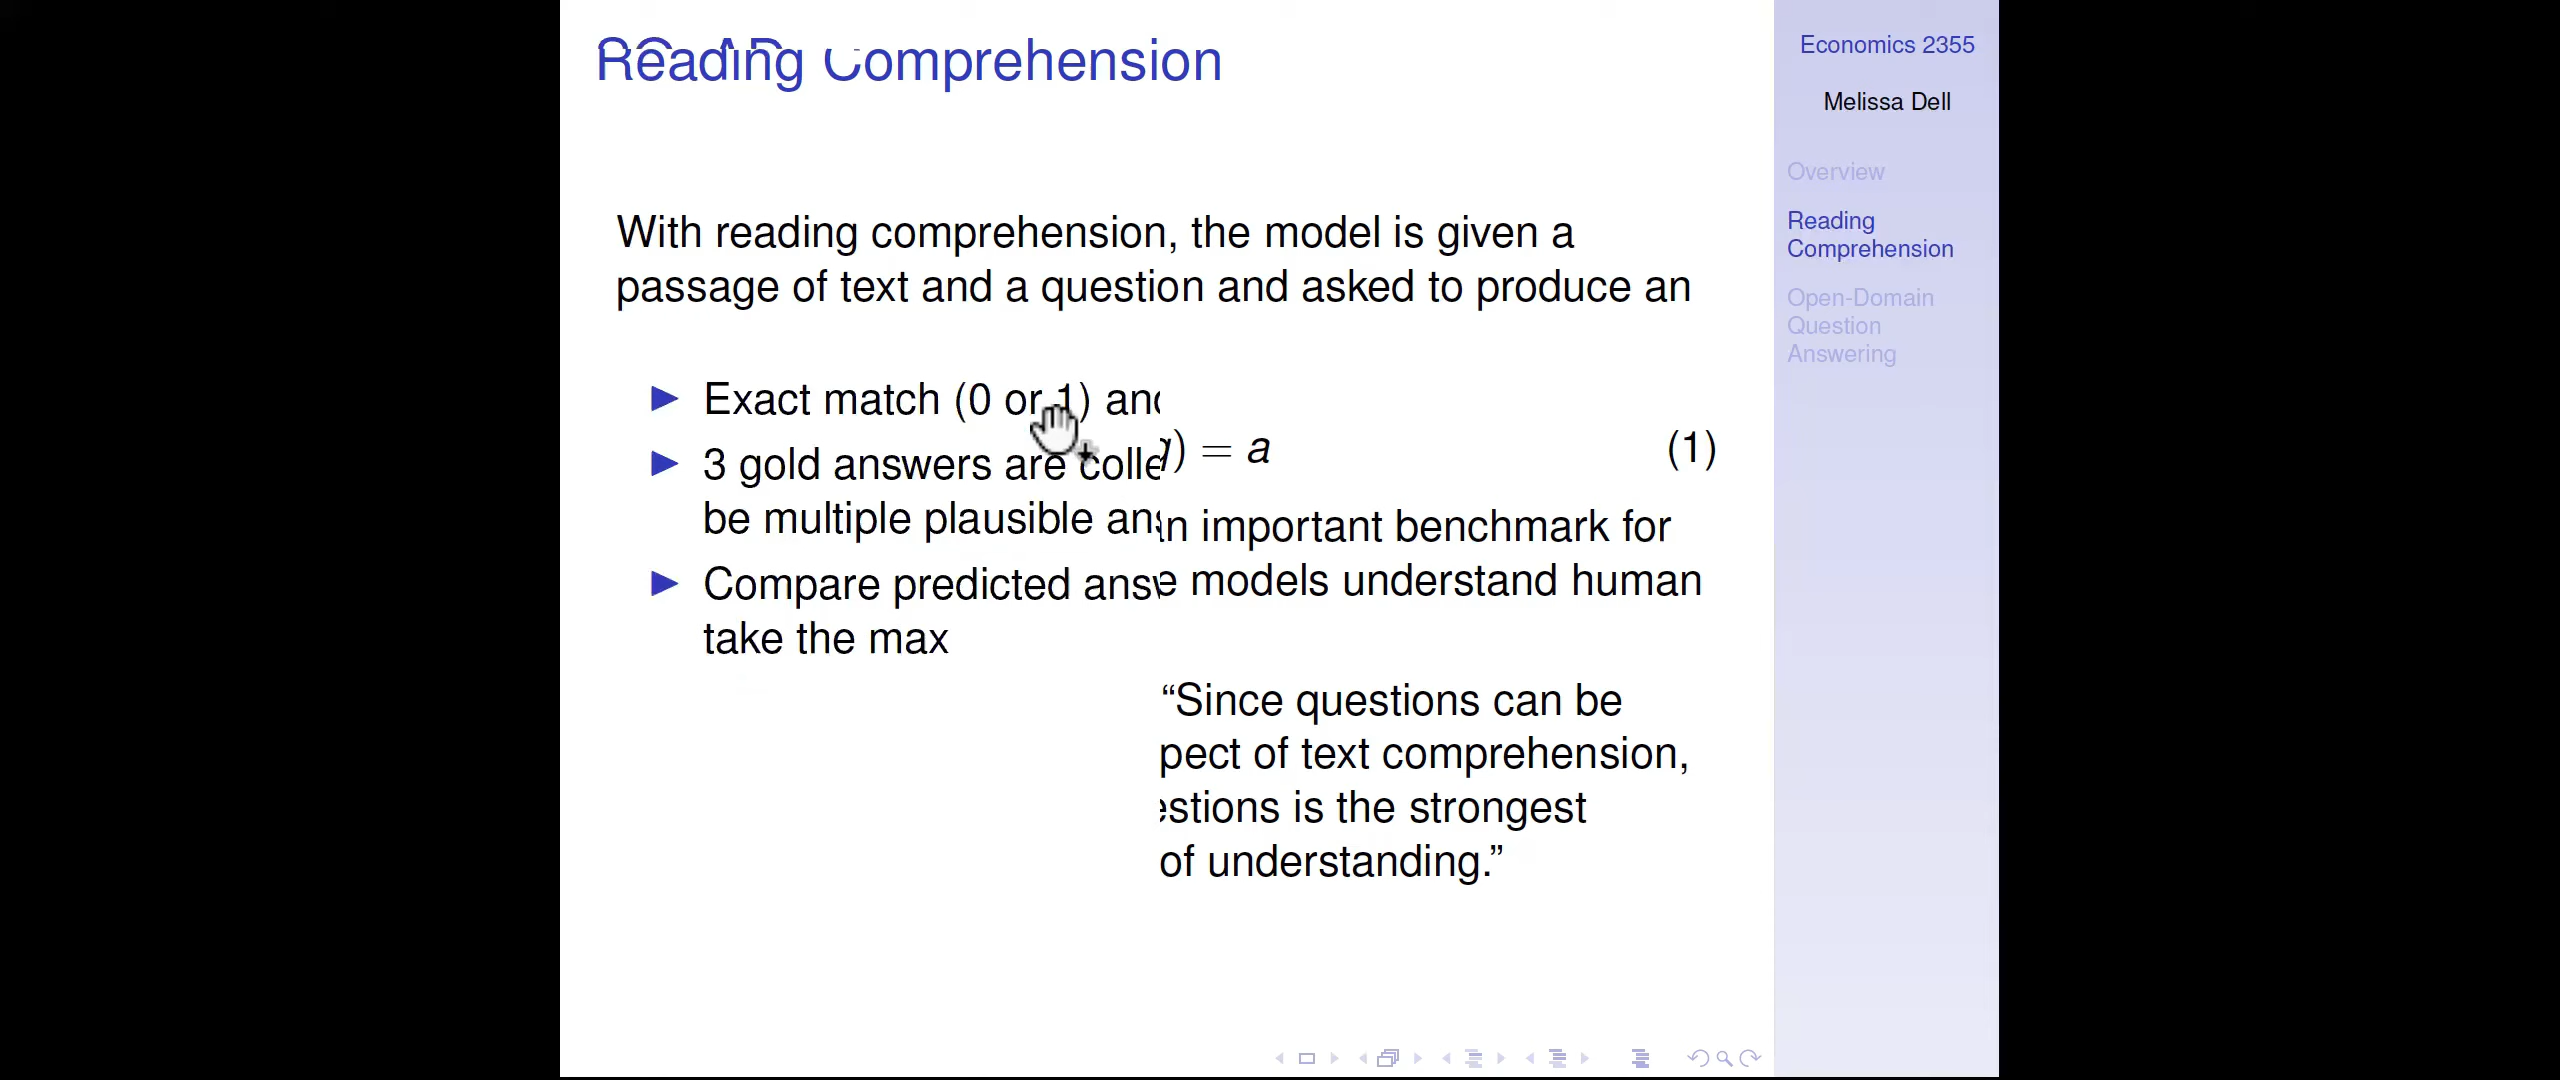 Reading Comprehension
With reading comprehension, the model is given a
passage of text and a question and asked to produce an
Exact match (0 or 1) and
3 gold answers are colle
be multiple plausible ans
Compare predicted answ
take the max
) = a (1)
n important benchmark for
e models understand human
“Since questions can be
pect of text comprehension,
estions is the strongest
of understanding.”
Economics 2355
Melissa Dell
Overview
Reading
Comprehension
Open-Domain
Question
Answering